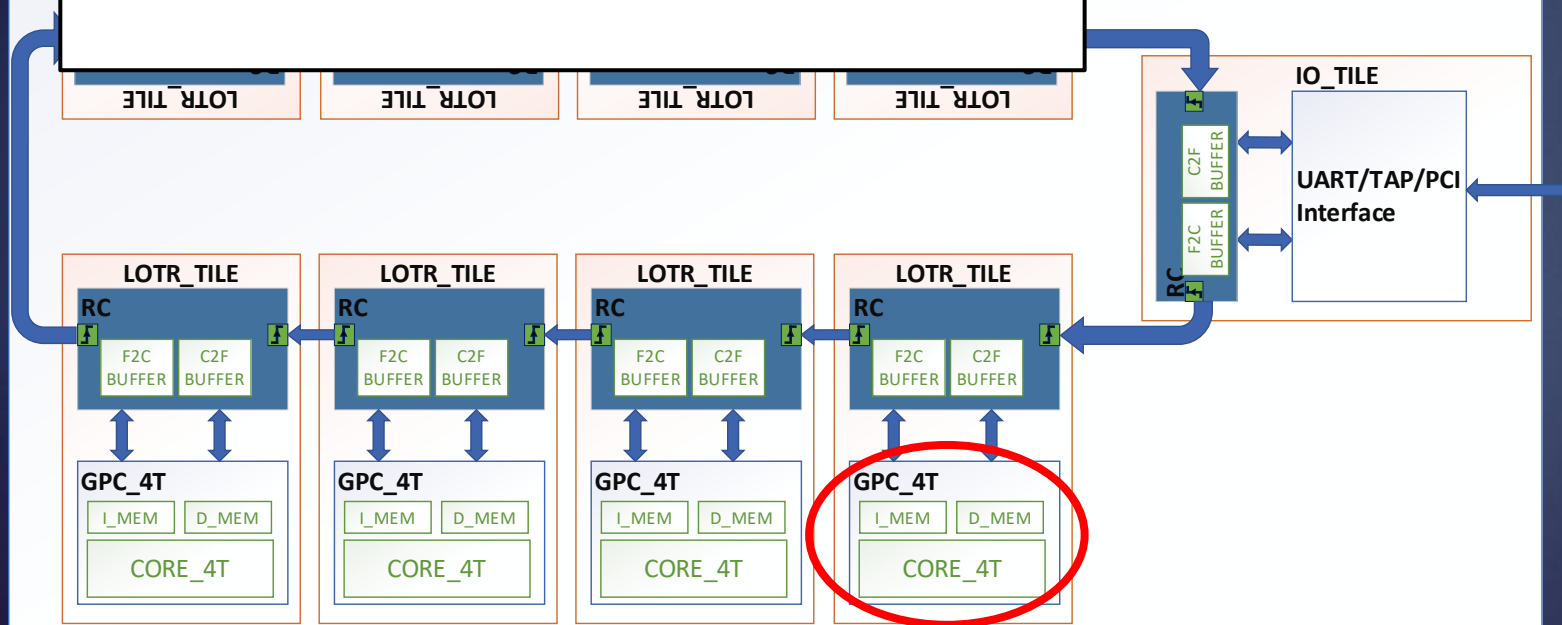 LOTR_TILE
LOTR_TILE
LOTR_TILE
LOTR_TILE
IO_TILE
C2F
BUFFER
F2C
BUFFER
RC
UART/TAP/PCI
Interface
LOTR_TILE
RC
F2C
BUFFER
C2F
BUFFER
GPC_4T
I_MEM
D_MEM
CORE_4T
LOTR_TILE
RC
F2C
BUFFER
C2F
BUFFER
GPC_4T
I_MEM
D_MEM
CORE_4T
LOTR_TILE
RC
F2C
BUFFER
C2F
BUFFER
GPC_4T
I_MEM
D_MEM
CORE_4T
LOTR_TILE
RC
F2C
BUFFER
C2F
BUFFER
GPC_4T
I_MEM
D_MEM
CORE_4T